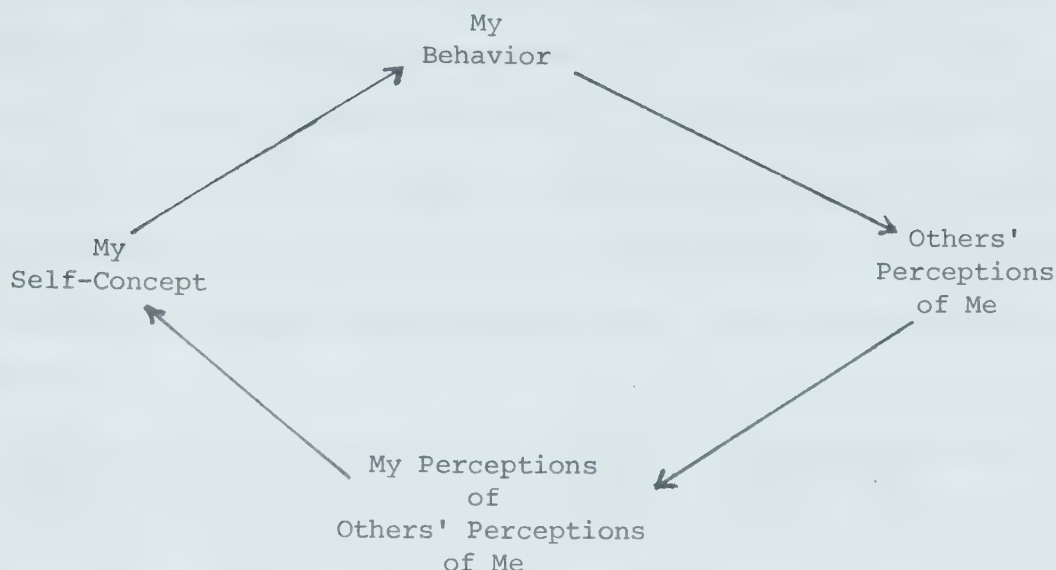 My
Behavior
My
Self-Concept
Others'
Perceptions
of Me
My Perceptions
of
Others' Perceptions
of Me